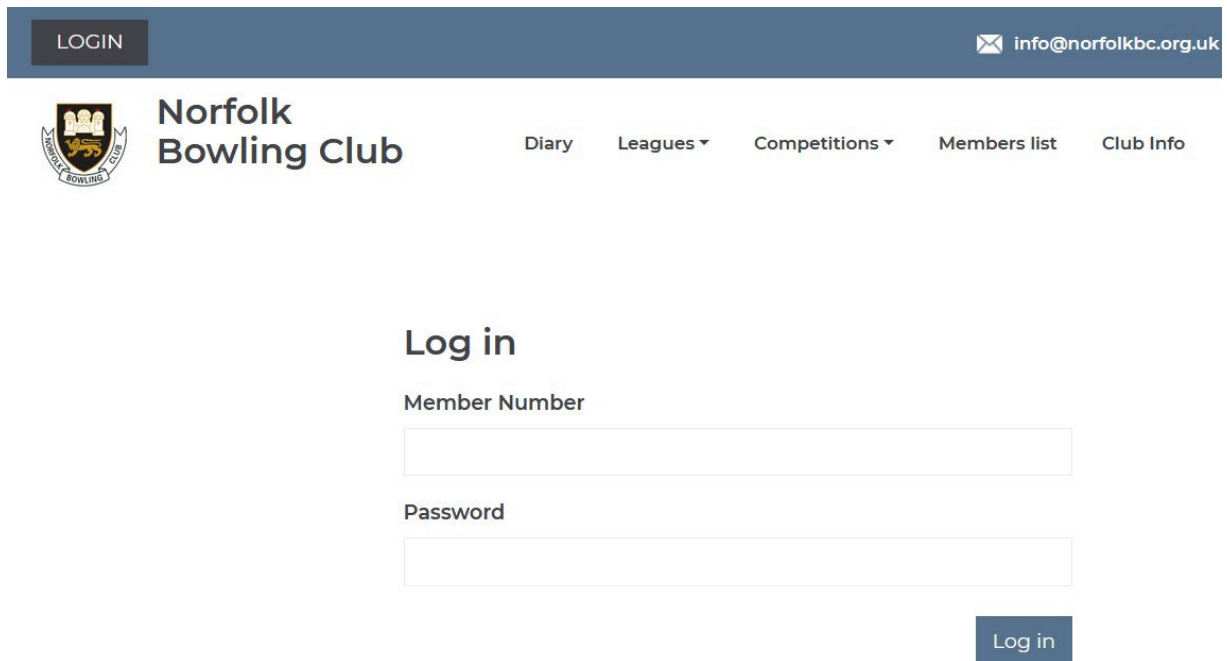 LOGIN
info@norfolkbc.org.uk
NORFOLK BOWLING CLUB
Norfolk
Bowling Club
Diary
Leagues
Competitions
Members list
Club Info
Log in
Member Number
Password
Log in